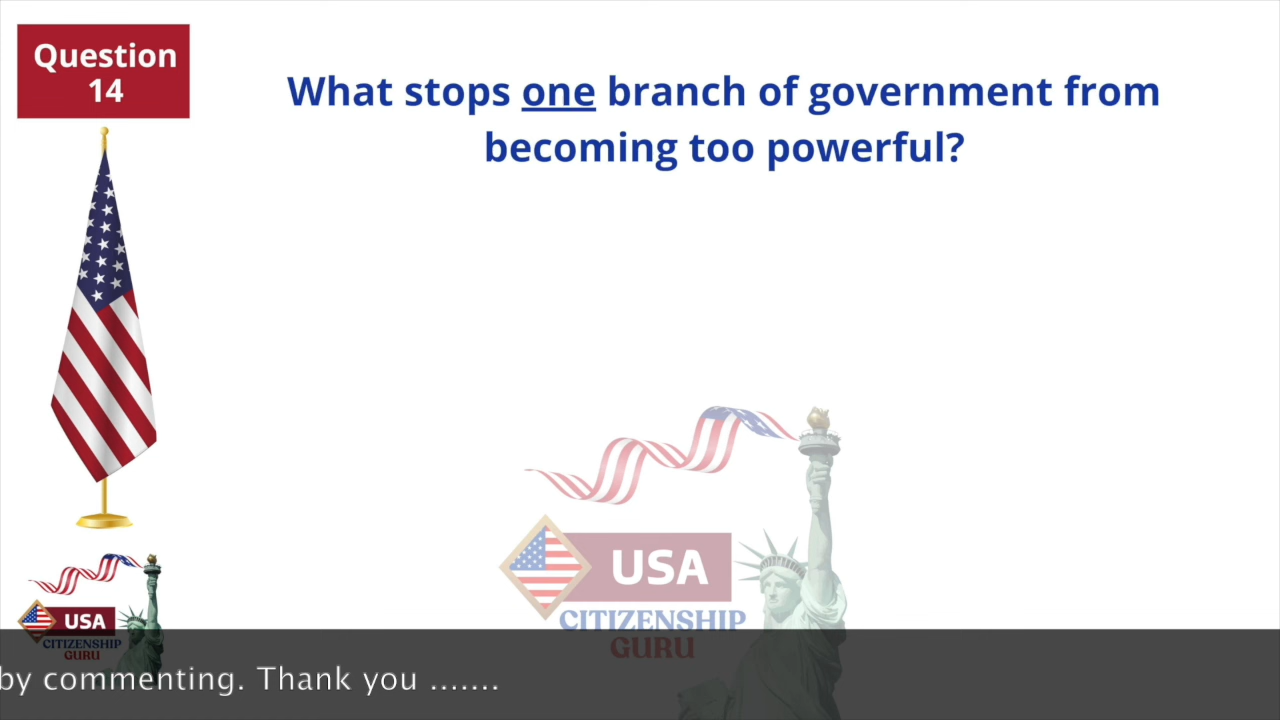 Question
14
What stops one branch of government from
becoming too powerful?
USA
CITIZENSHIP
GURU
USA
CITIZENSHIP
GURU
by commenting. Thank you .......